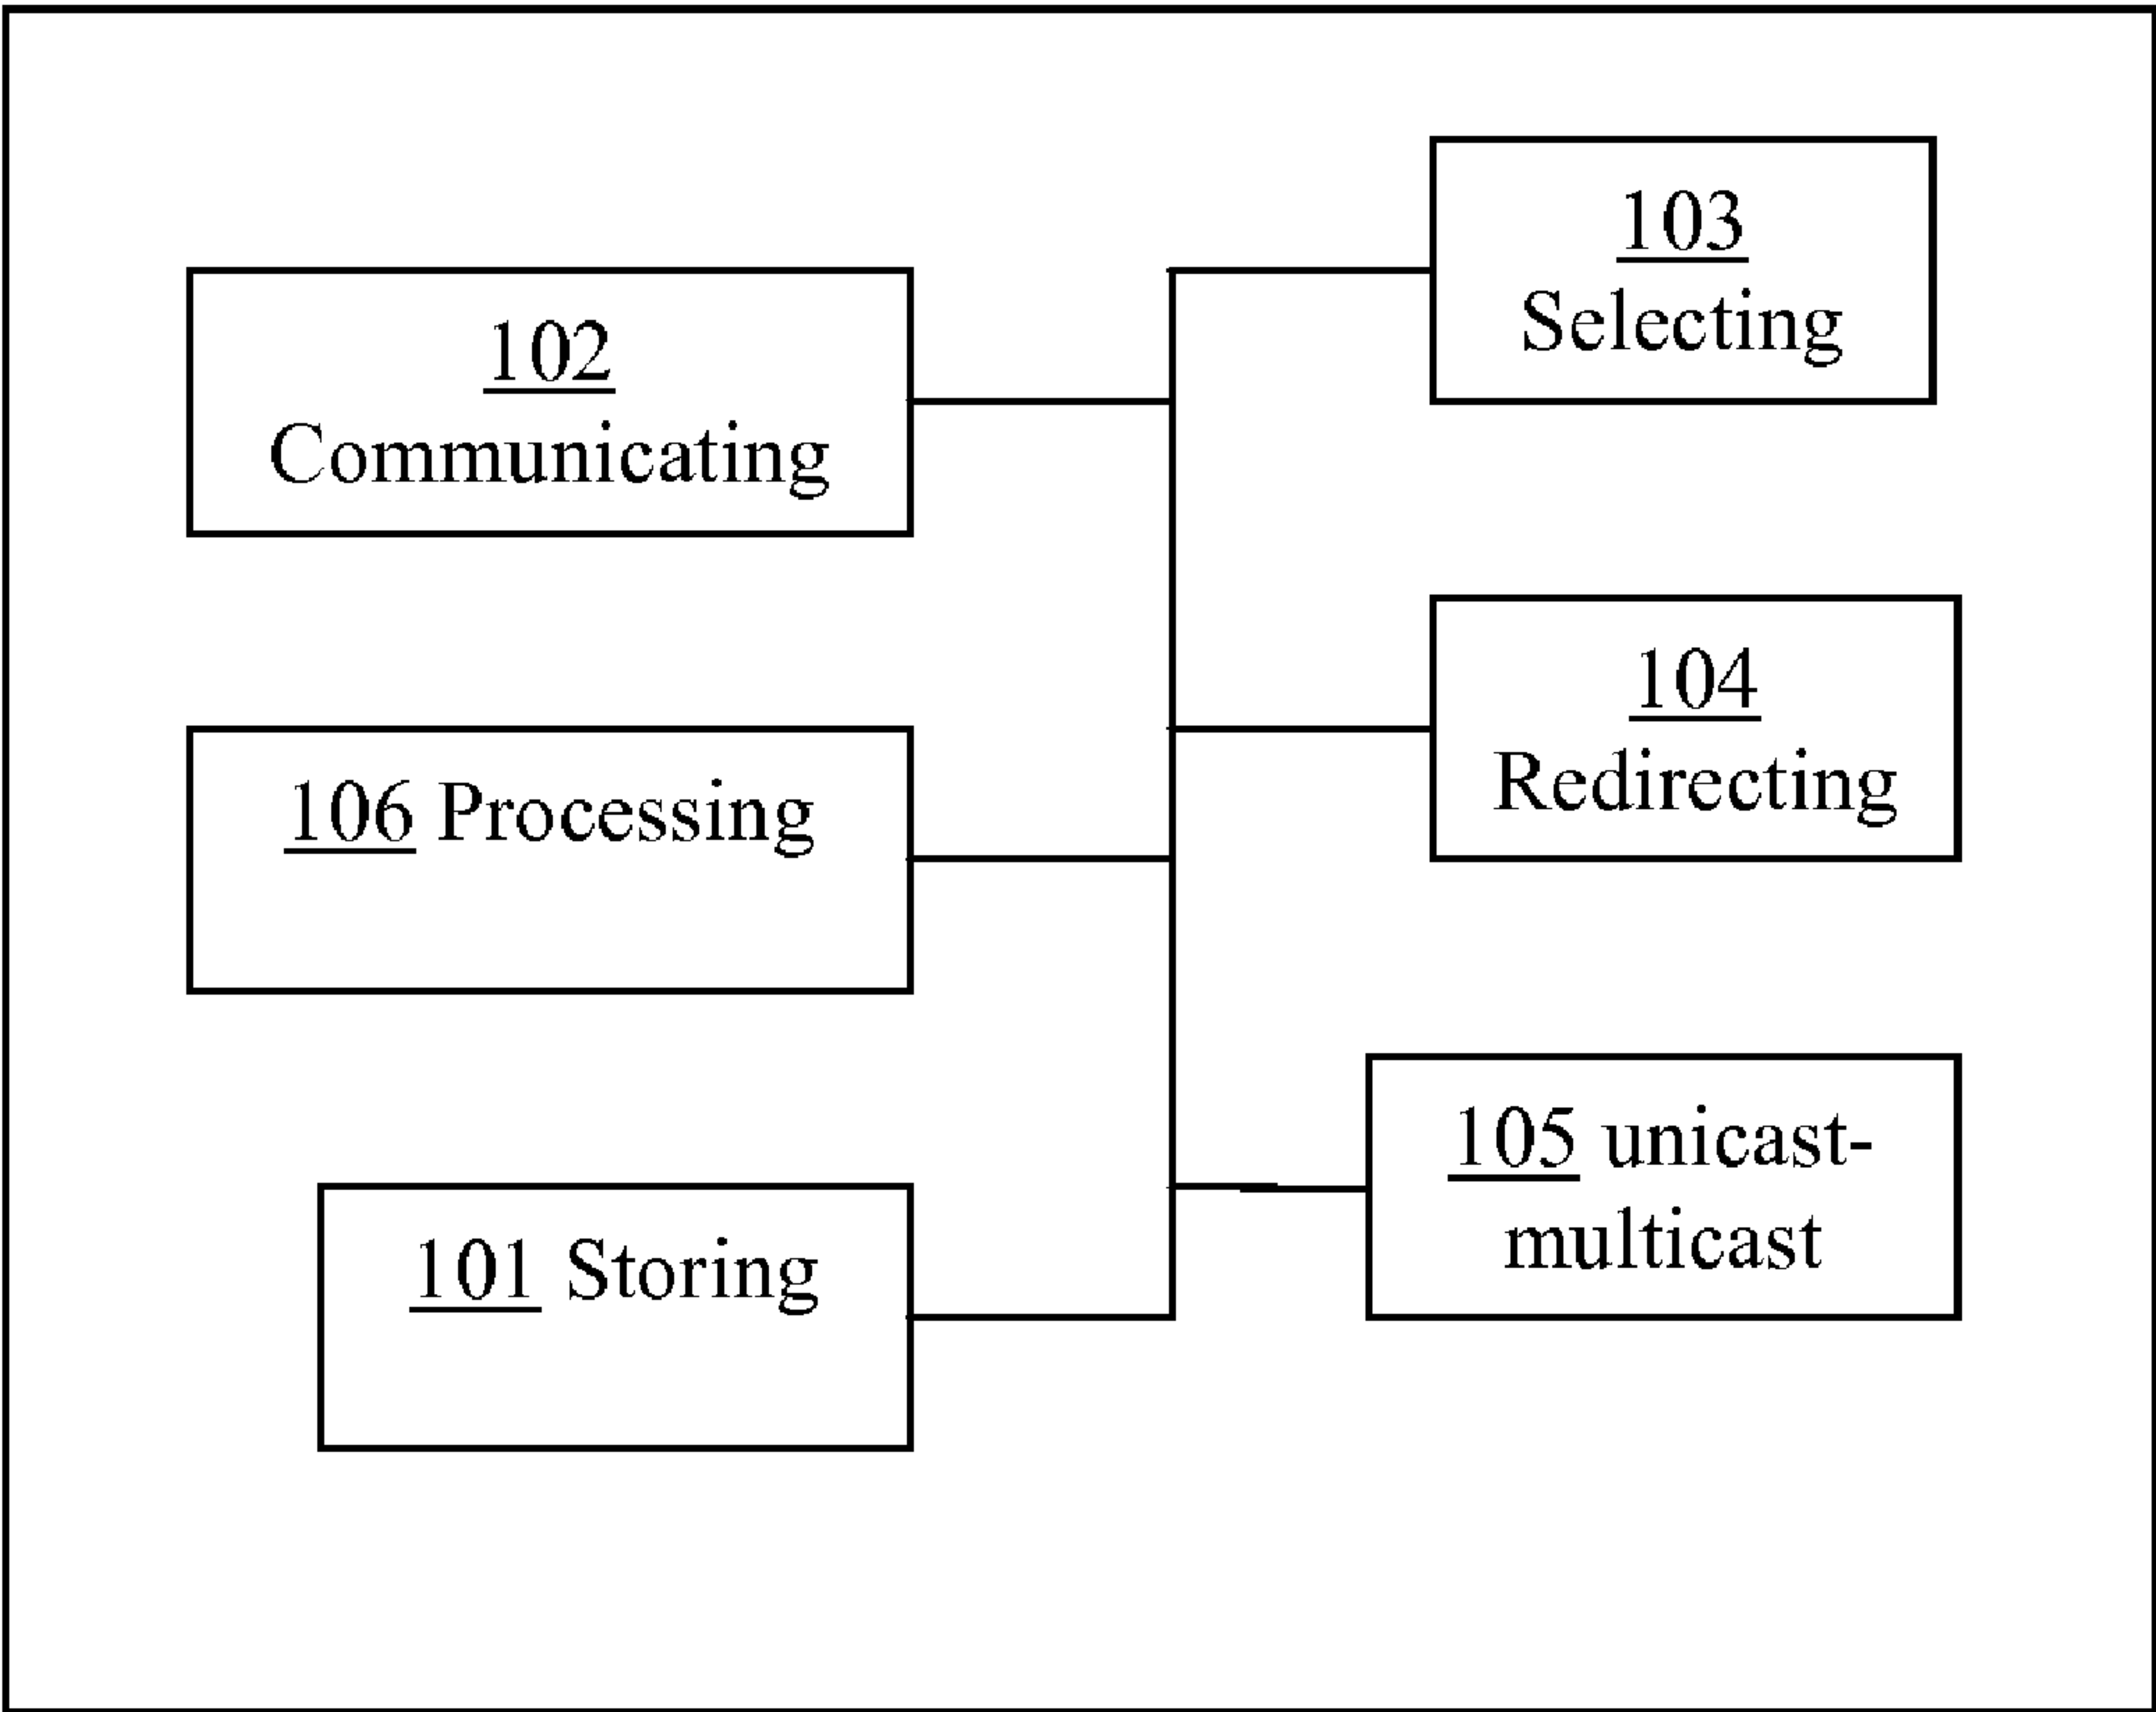 102
Communicating
106 Processing
101 Storing
103
Selecting
104
Redirecting
105 unicast-
multicast